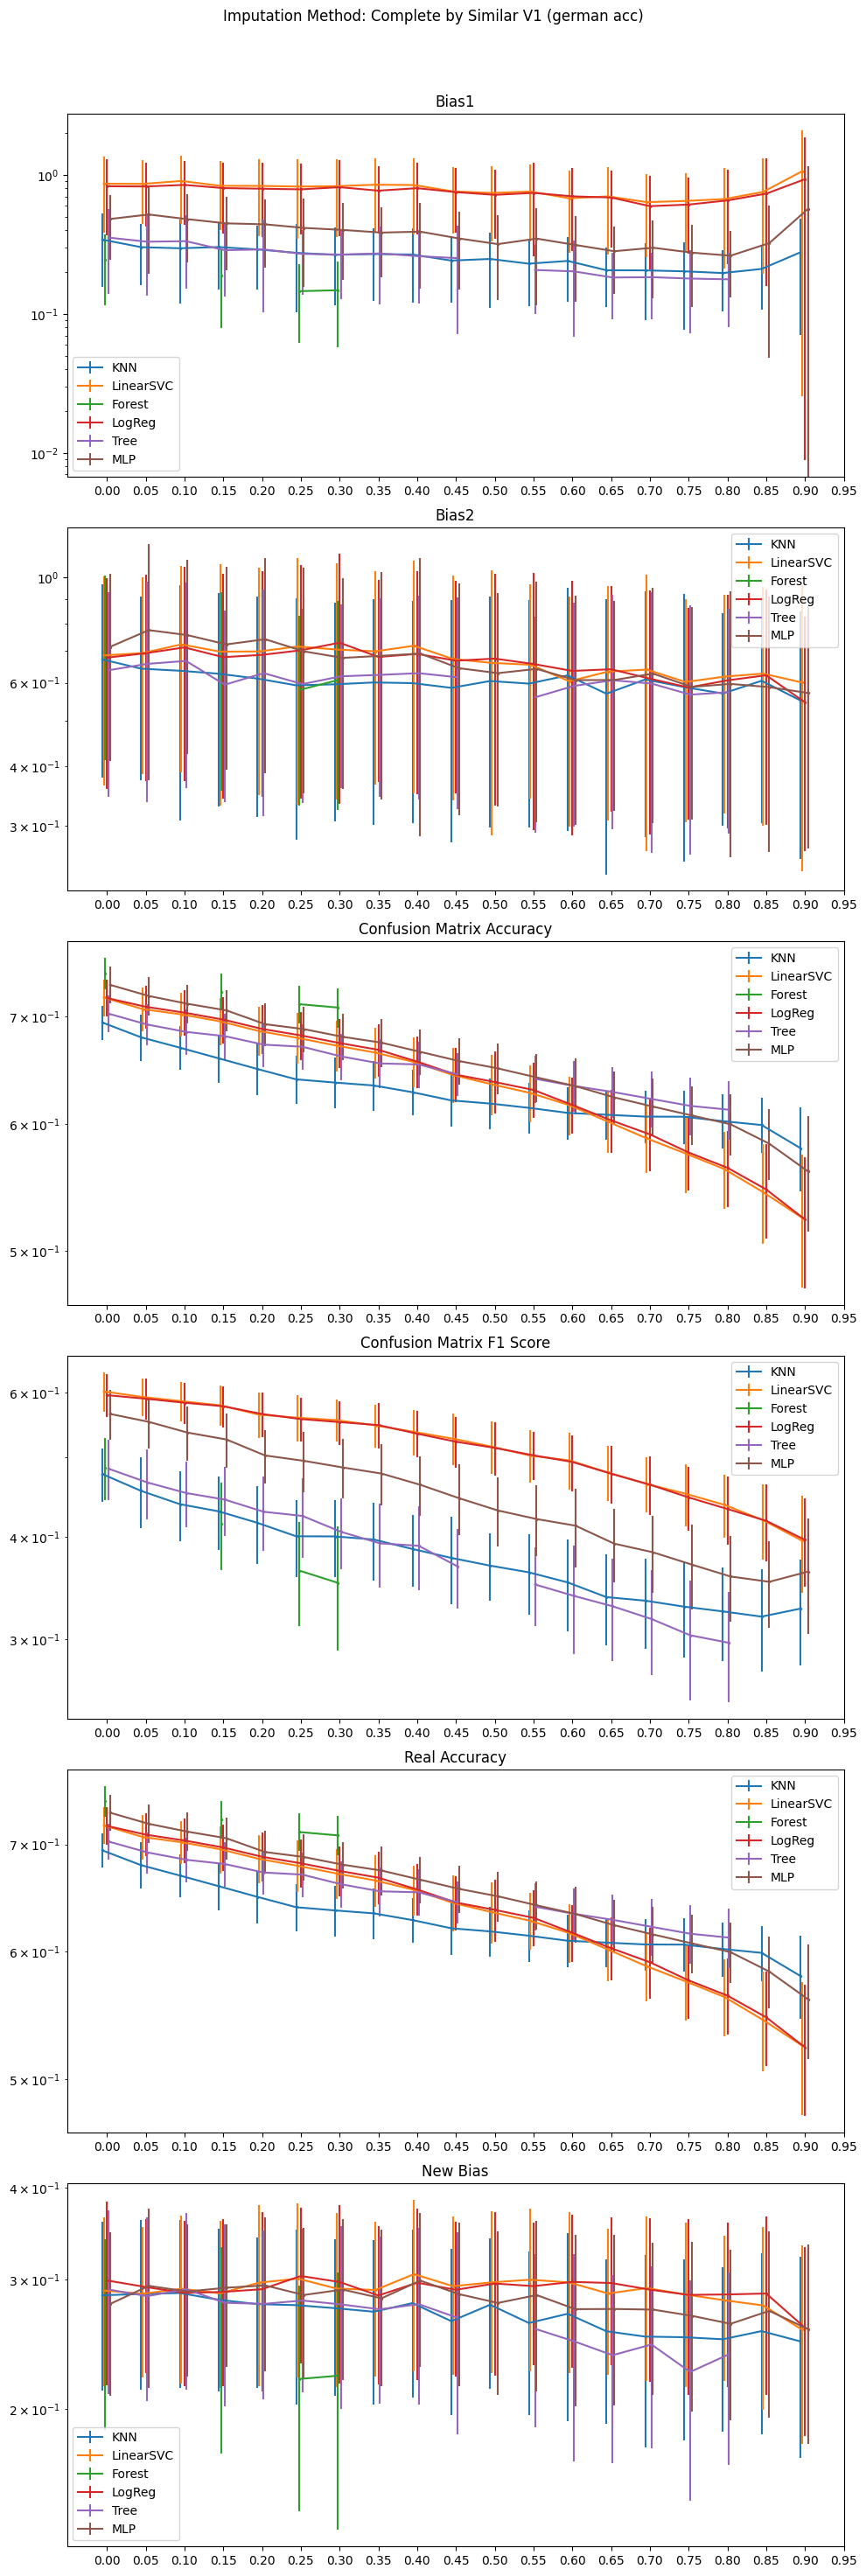 Imputation Method: Complete by Similar V1 (german acc)
Bias1
10⁰
10⁻¹
10⁻²
KNN
LinearSVC
Forest
LogReg
Tree
MLP
0.00 0.05 0.10 0.15 0.20 0.25 0.30 0.35 0.40 0.45 0.50 0.55 0.60 0.65 0.70 0.75 0.80 0.85 0.90 0.95
Bias2
10⁰
6 × 10⁻¹
4 × 10⁻¹
3 × 10⁻¹
KNN
LinearSVC
Forest
LogReg
Tree
MLP
0.00 0.05 0.10 0.15 0.20 0.25 0.30 0.35 0.40 0.45 0.50 0.55 0.60 0.65 0.70 0.75 0.80 0.85 0.90 0.95
Confusion Matrix Accuracy
7 × 10⁻¹
6 × 10⁻¹
5 × 10⁻¹
KNN
LinearSVC
Forest
LogReg
Tree
MLP
0.00 0.05 0.10 0.15 0.20 0.25 0.30 0.35 0.40 0.45 0.50 0.55 0.60 0.65 0.70 0.75 0.80 0.85 0.90 0.95
Confusion Matrix F1 Score
6 × 10⁻¹
4 × 10⁻¹
3 × 10⁻¹
KNN
LinearSVC
Forest
LogReg
Tree
MLP
0.00 0.05 0.10 0.15 0.20 0.25 0.30 0.35 0.40 0.45 0.50 0.55 0.60 0.65 0.70 0.75 0.80 0.85 0.90 0.95
Real Accuracy
7 × 10⁻¹
6 × 10⁻¹
5 × 10⁻¹
KNN
LinearSVC
Forest
LogReg
Tree
MLP
0.00 0.05 0.10 0.15 0.20 0.25 0.30 0.35 0.40 0.45 0.50 0.55 0.60 0.65 0.70 0.75 0.80 0.85 0.90 0.95
New Bias
4 × 10⁻¹
3 × 10⁻¹
2 × 10⁻¹
KNN
LinearSVC
Forest
LogReg
Tree
MLP
0.00 0.05 0.10 0.15 0.20 0.25 0.30 0.35 0.40 0.45 0.50 0.55 0.60 0.65 0.70 0.75 0.80 0.85 0.90 0.95